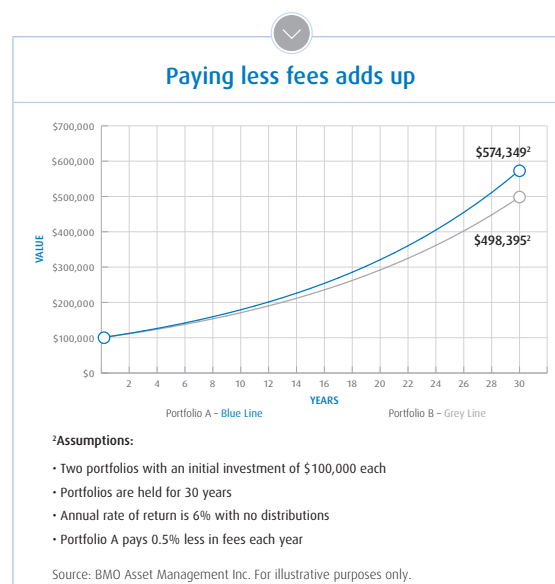 Paying less fees adds up
$700,000
$600,000
$500,000
$400,000
$300,000
$200,000
$100,000
$0
VALUE
$574,349²
$498,395²
2 4 6 8 10 12 14 16 18 20 22 24 26 28 30
YEARS
Portfolio A – Blue Line Portfolio B – Grey Line
²Assumptions:
• Two portfolios with an initial investment of $100,000 each
• Portfolios are held for 30 years
• Annual rate of return is 6% with no distributions
• Portfolio A pays 0.5% less in fees each year
Source: BMO Asset Management Inc. For illustrative purposes only.